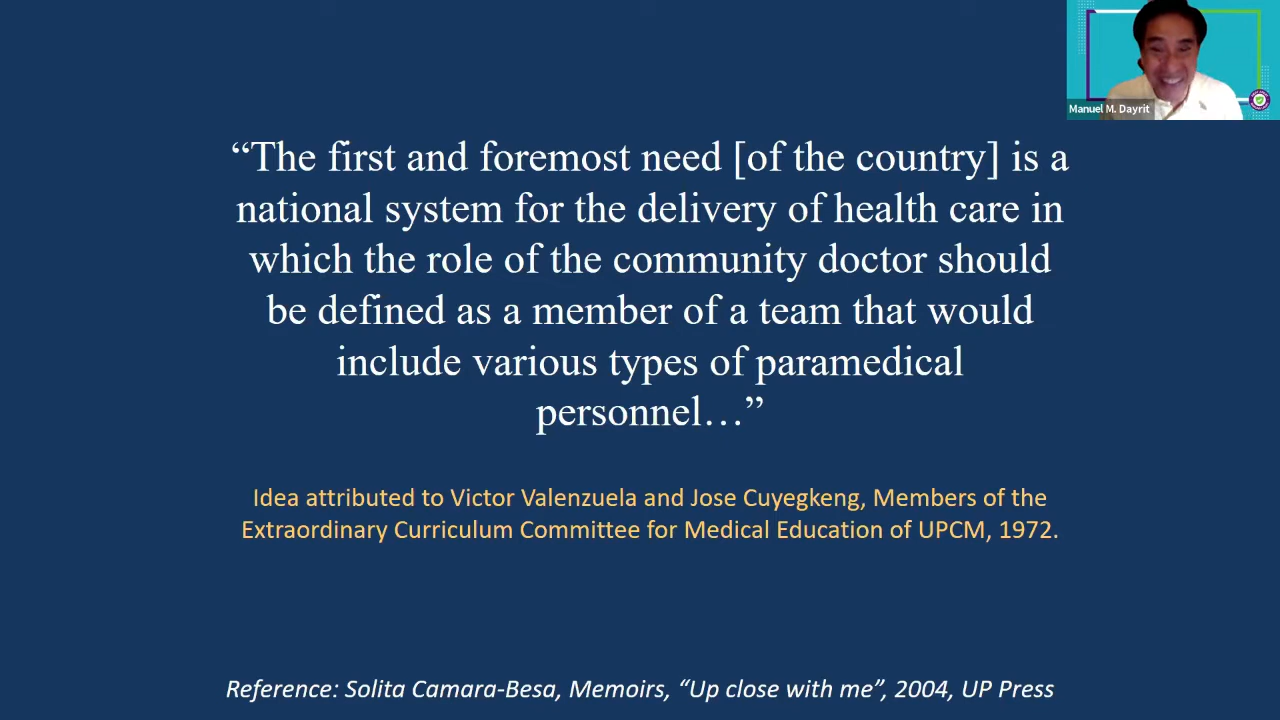 Manuel M. Dayrit
“The first and foremost need [of the country] is a
national system for the delivery of health care in
which the role of the community doctor should
be defined as a member of a team that would
include various types of paramedical
personnel…”
Idea attributed to Victor Valenzuela and Jose Cuyegkeng, Members of the
Extraordinary Curriculum Committee for Medical Education of UPCM, 1972.
Reference: Solita Camara-Besa, Memoirs, “Up close with me”, 2004, UP Press